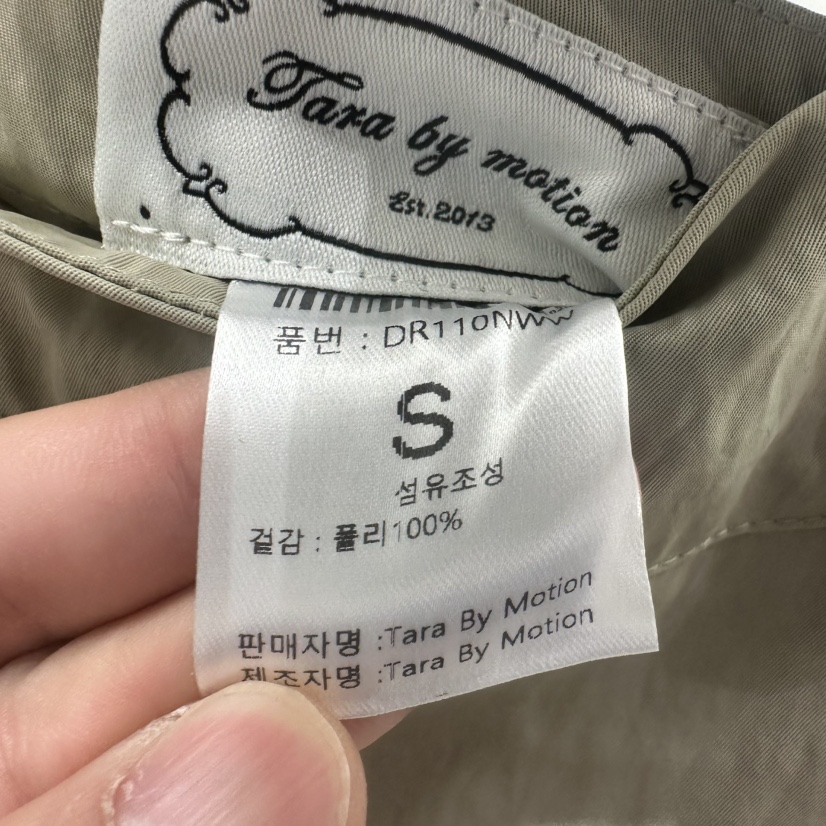 Tara by motion
Est.2013
품번 : DR110NWW
S
섬유조성
겉감 : 폴리100%
판매자명 :Tara By Motion
제조자명 :Tara By Motion